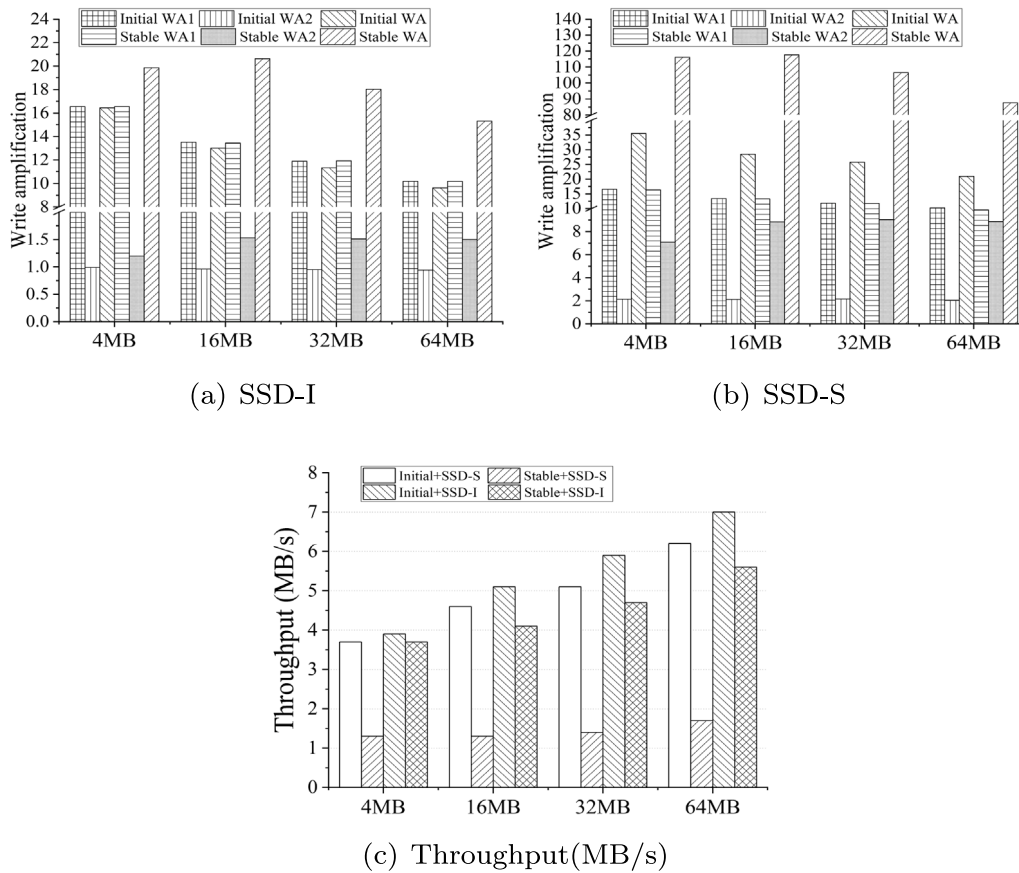 Initial WA1 Initial WA2 Initial WA
Stable WA1 Stable WA2 Stable WA
24
22
20
18
16
14
12
10
8
1.5
1.0
0.5
0.0
Write amplification
4MB 16MB 32MB 64MB
(a) SSD-I
Initial WA1 Initial WA2 Initial WA
Stable WA1 Stable WA2 Stable WA
140
130
120
110
100
90
80
35
30
25
20
15
10
8
6
4
2
0
Write amplification
4MB 16MB 32MB 64MB
(b) SSD-S
Initial+SSD-S Stable+SSD-S
Initial+SSD-I Stable+SSD-I
8
7
6
5
4
3
2
1
0
Throughput (MB/s)
4MB 16MB 32MB 64MB
(c) Throughput(MB/s)